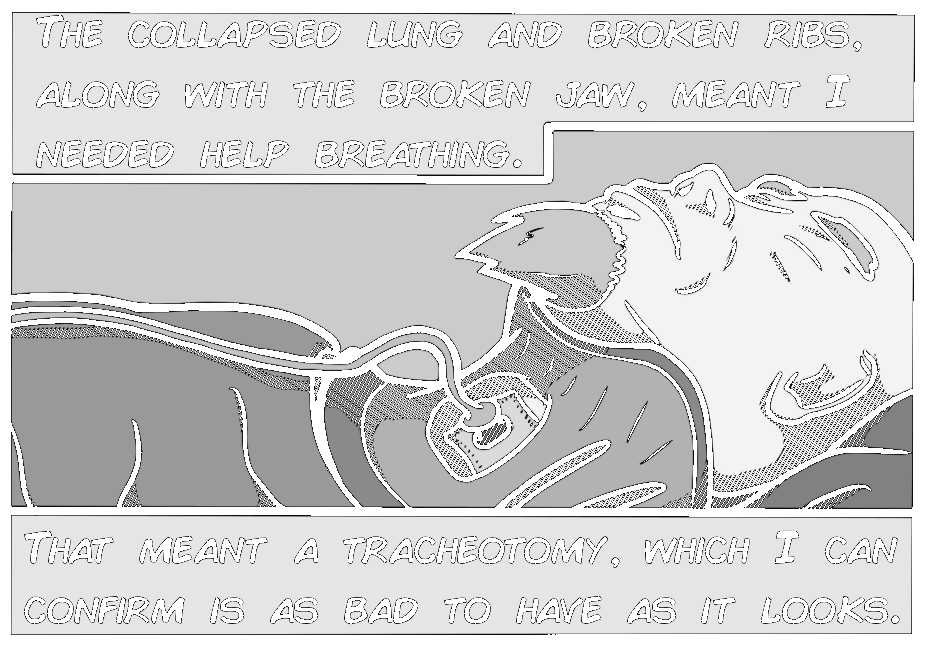 The collapsed lung and broken ribs,
along with the broken jaw, meant I
needed help breathing.
That meant a tracheotomy, which I can
confirm is as bad to have as it looks.